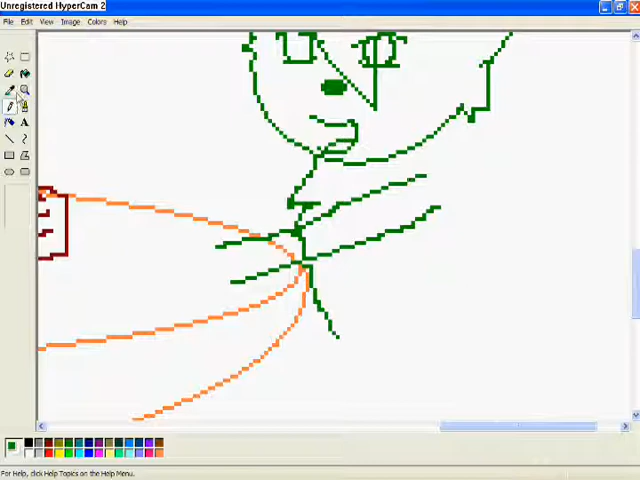 Unregistered HyperCam 2
File Edit View Image Colors Help
A
For Help, click Help Topics on the Help Menu.